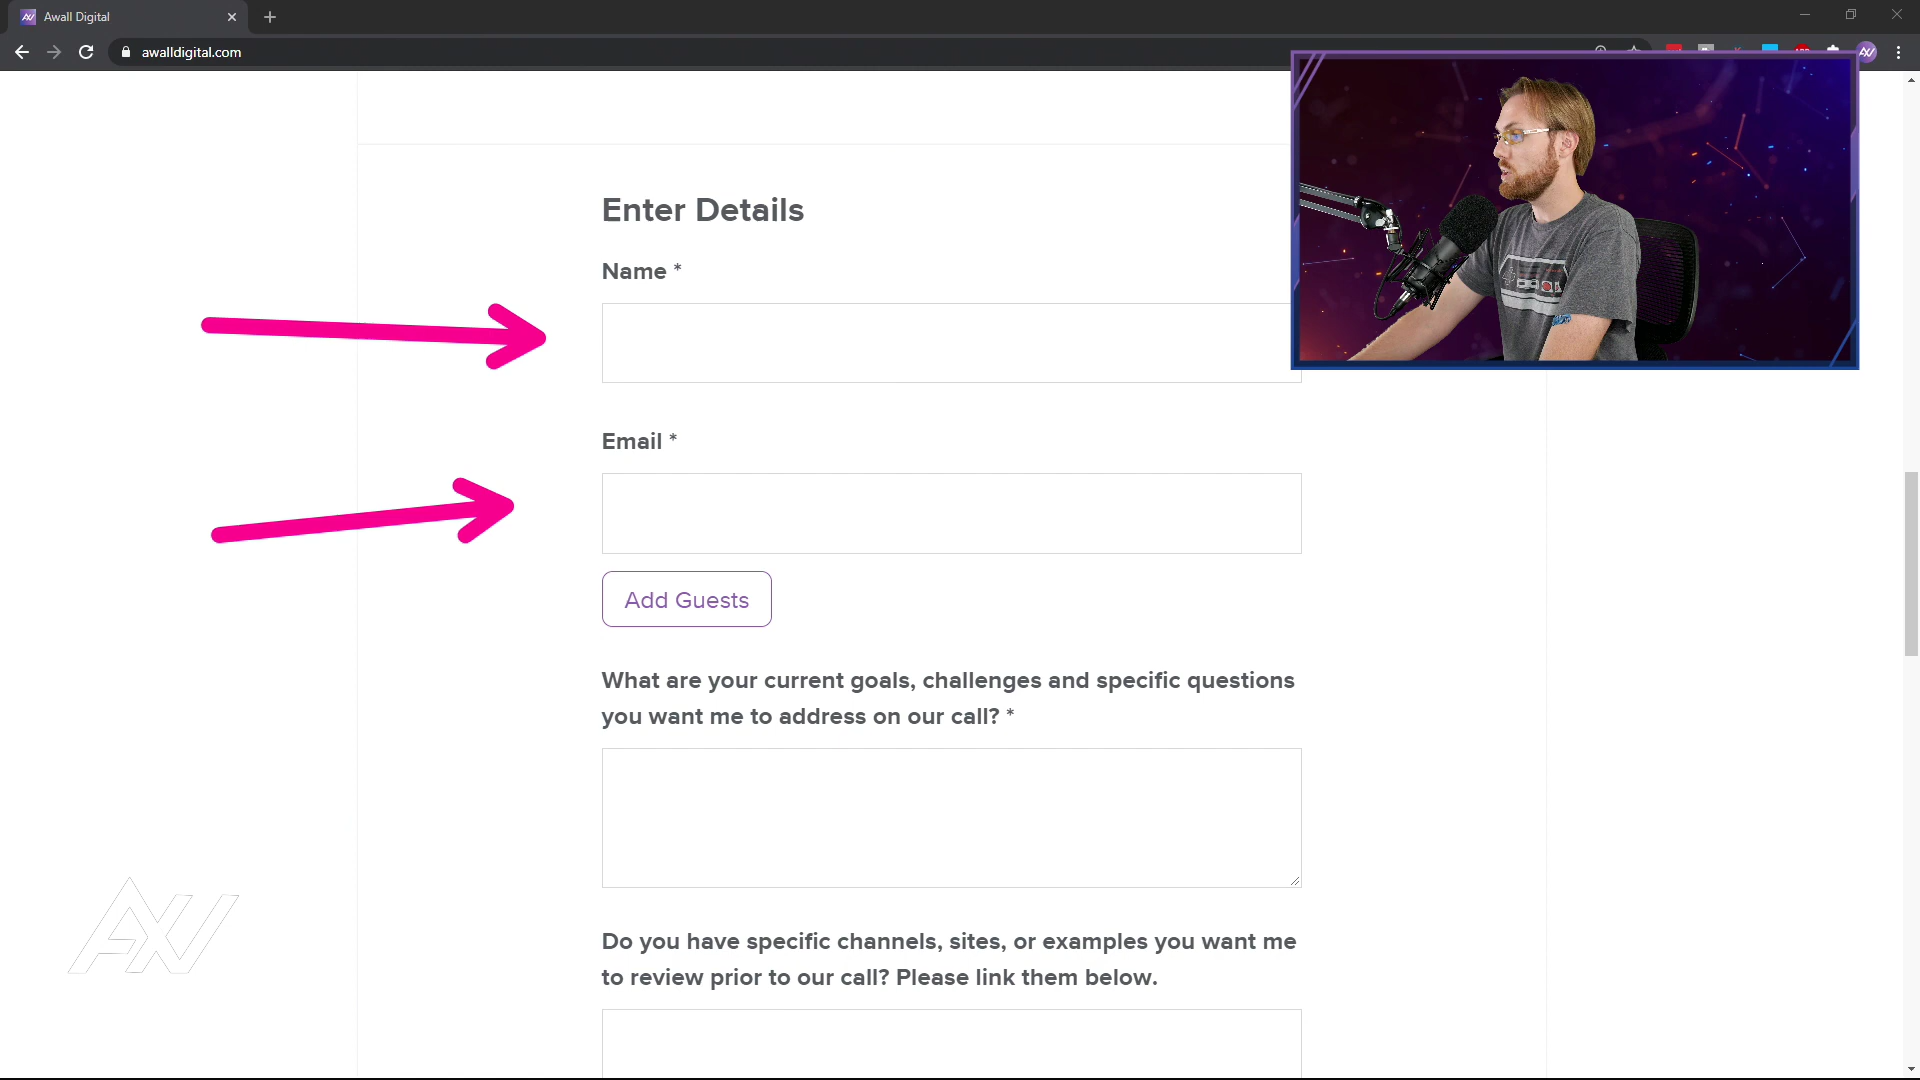 Awall Digital
awalldigital.com
Enter Details
Name *
Email *
Add Guests
What are your current goals, challenges and specific questions
you want me to address on our call? *
Do you have specific channels, sites, or examples you want me
to review prior to our call? Please link them below.